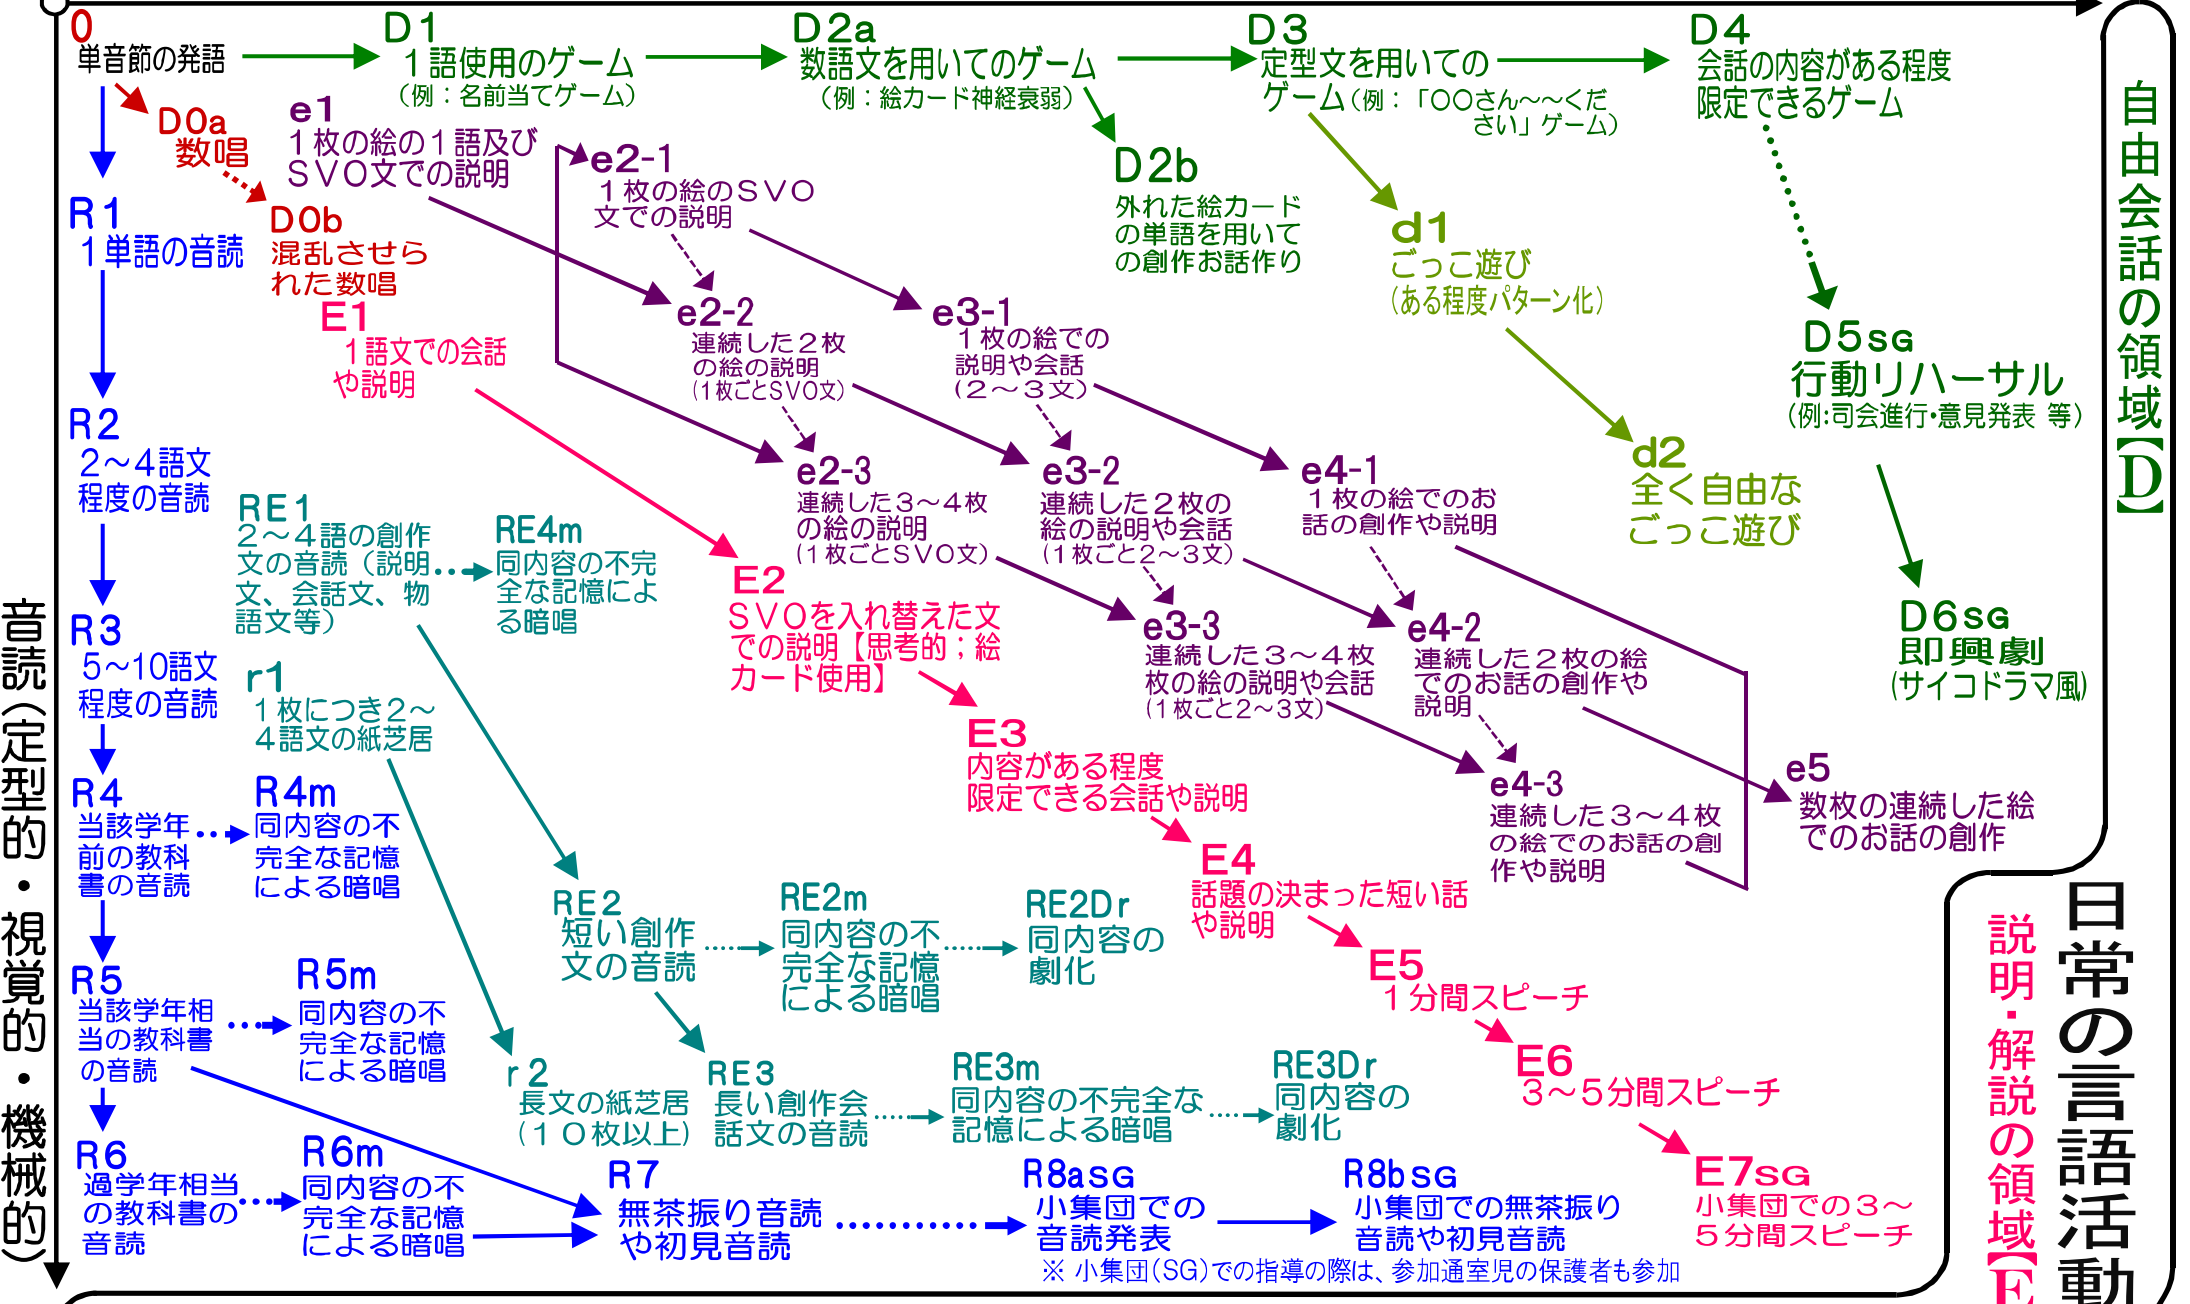 0
単音節の発語
D1
1語使用のゲーム
(例：名前当てゲーム)
D2a
数語文を用いてのゲーム
(例：絵カード神経衰弱)
D3
定型文を用いての
ゲーム(例：「○○さん～～くだ
さい」ゲーム)
D4
会話の内容がある程度
限定できるゲーム
D0a
数唱
D0b
混乱させら
れた数唱
D2b
外れた絵カード
の単語を用いて
の創作お話作り
d1
ごっこ遊び
(ある程度パターン化)
d2
全く自由な
ごっこ遊び
D5SG
行動リハーサル
(例:司会進行・意見発表 等)
D6SG
即興劇
(サイコドラマ風)
e1
1枚の絵の1語及び
SVO文での説明
e2-1
1枚の絵のSVO
文での説明
e2-2
連続した2枚
の絵の説明
(1枚ごとSVO文)
e2-3
連続した3～4枚
の絵の説明
(1枚ごとSVO文)
e3-1
1枚の絵での
説明や会話
(2～3文)
e3-2
連続した2枚の
絵の説明や会話
(1枚ごと2～3文)
e3-3
連続した3～4枚
枚の絵の説明や会話
(1枚ごと2～3文)
e4-1
1枚の絵でのお
話の創作や説明
e4-2
連続した2枚の絵
でのお話の創作や
説明
e4-3
連続した3～4枚
の絵でのお話の創
作や説明
e5
数枚の連続した絵
でのお話の創作
E1
1語文での会話
や説明
E2
SVOを入れ替えた文
での説明【思考的；絵
カード使用】
E3
内容がある程度
限定できる会話や説明
E4
話題の決まった短い話
や説明
E5
1分間スピーチ
E6
3～5分間スピーチ
E7SG
小集団での3～
5分間スピーチ
R1
1単語の音読
R2
2～4語文
程度の音読
R3
5～10語文
程度の音読
R4
当該学年
前の教科
書の音読
R4m
同内容の不
完全な記憶
による暗唱
R5
当該学年相
当の教科書
の音読
R5m
同内容の不
完全な記憶
による暗唱
R6
過学年相当
の教科書の
音読
R6m
同内容の不
完全な記憶
による暗唱
R7
無茶振り音読
や初見音読
R8aSG
小集団での
音読発表
R8bSG
小集団での無茶振り
音読や初見音読
※ 小集団(SG)での指導の際は、参加通室児の保護者も参加
RE1
2～4語の創作
文の音読（説明
文、会話文、物
語文等）
RE4m
同内容の不完
全な記憶によ
る暗唱
r1
1枚につき2～
4語文の紙芝居
r2
長文の紙芝居
(10枚以上)
RE2
短い創作
文の音読
RE2m
同内容の不
完全な記憶
による暗唱
RE2Dr
同内容の
劇化
RE3
長い創作会
話文の音読
RE3m
同内容の不完全な
記憶による暗唱
RE3Dr
同内容の
劇化
音読(定型的・視覚的・機械的)
自由会話の領域【D】
説明・解説の領域【E
日常の言語活動